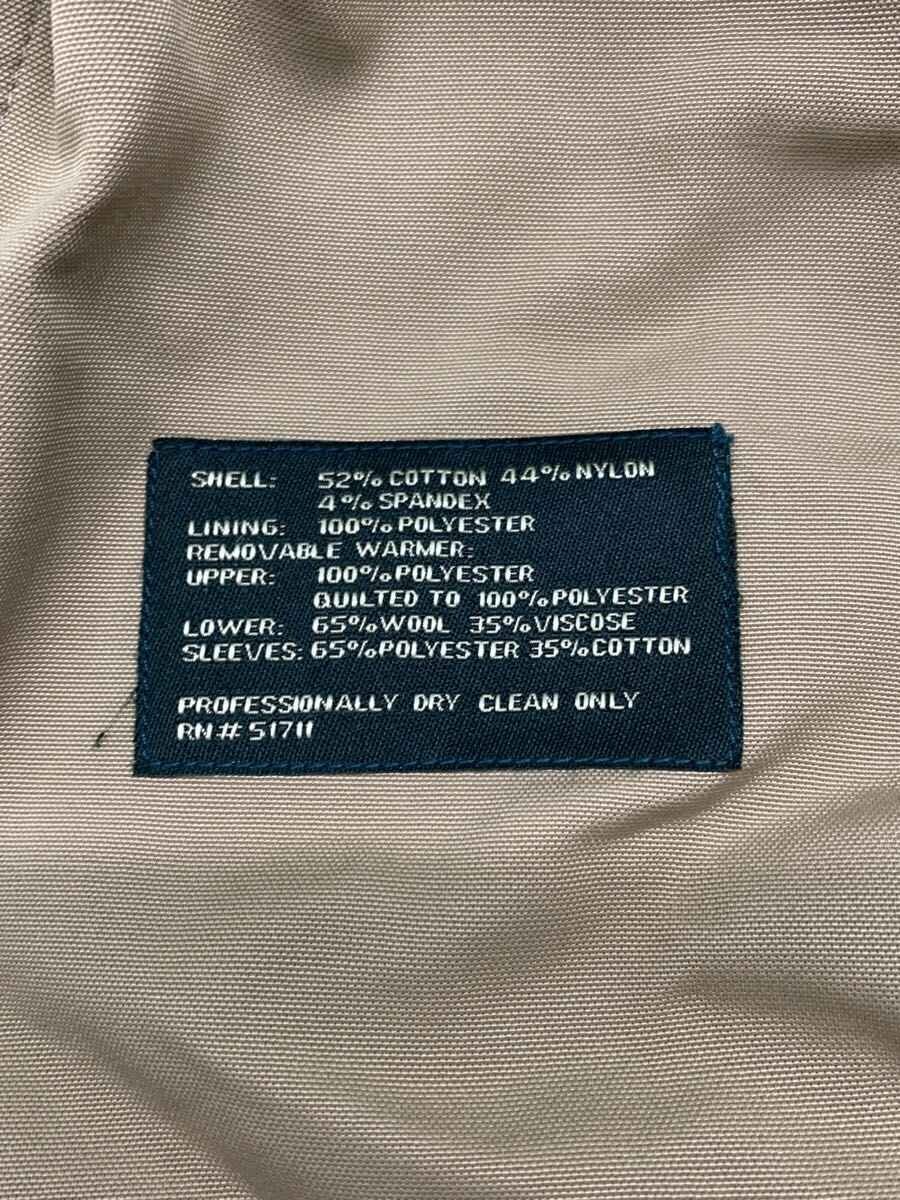 SHELL: 52% COTTON 44% NYLON
4% SPANDEX
LINING: 100% POLYESTER
REMOVABLE WARMER:
UPPER: 100% POLYESTER
QUILTED TO 100% POLYESTER
LOWER: 65% WOOL 35% VISCOSE
SLEEVES: 65% POLYESTER 35% COTTON
PROFESSIONALLY DRY CLEAN ONLY
RN# 51711